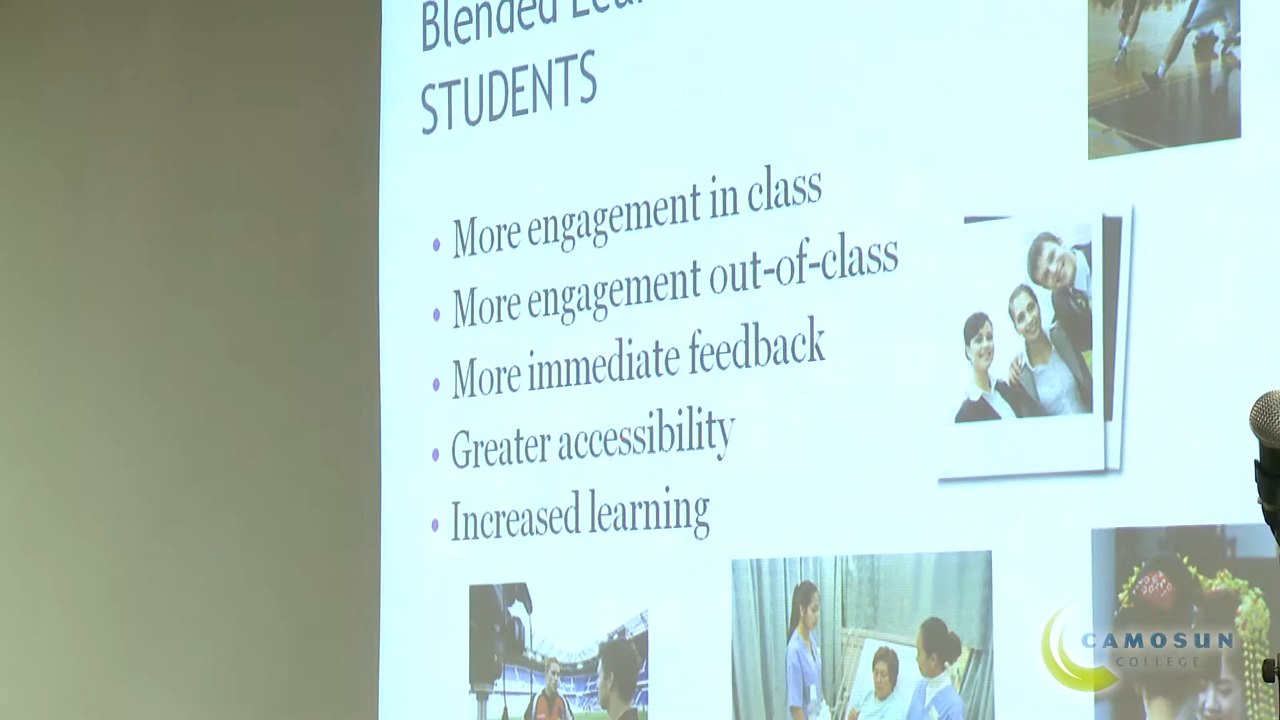 Blended
STUDENTS
• More engagement in class
• More engagement out-of-class
• More immediate feedback
• Greater accessibility
• Increased learning
CAMOSUN
COLLEGE